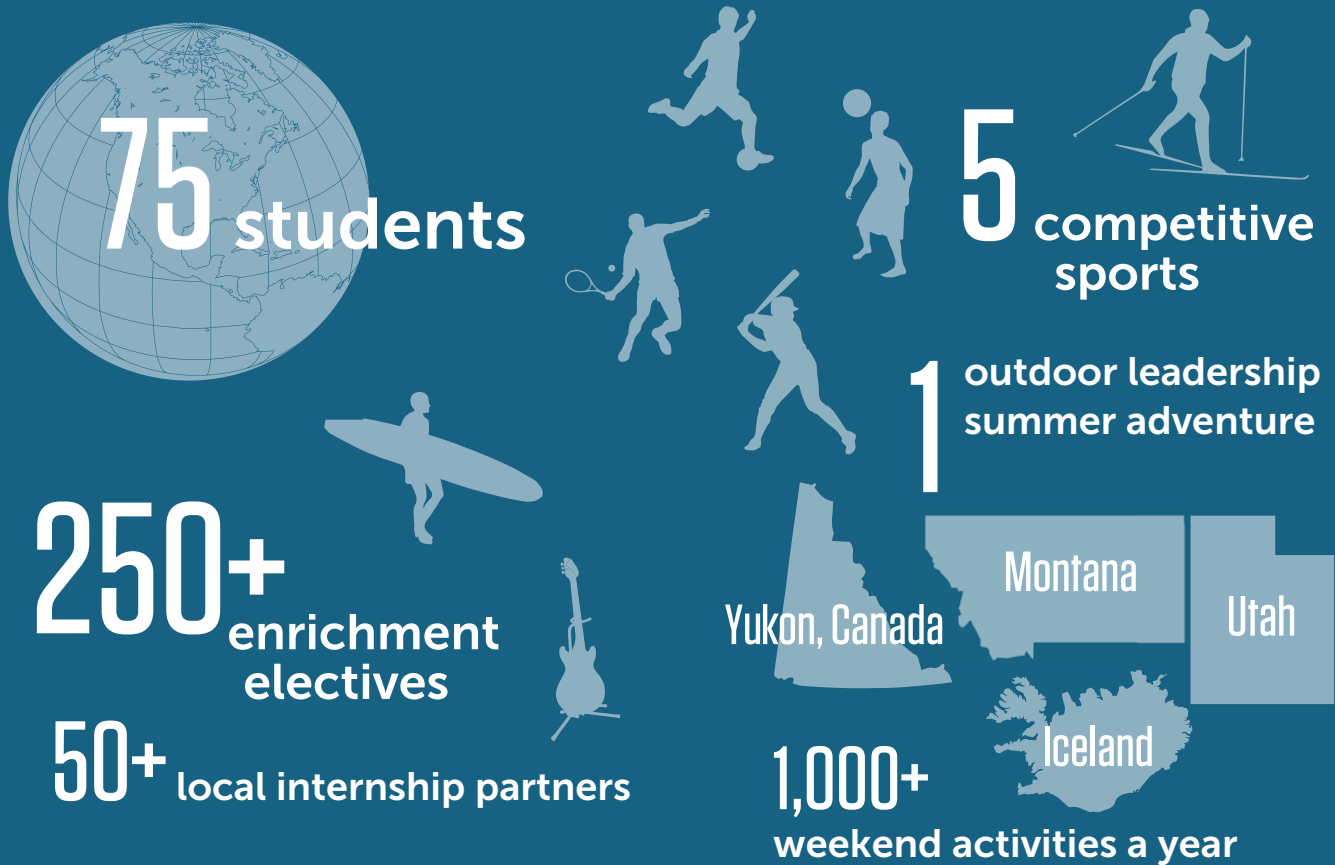 75 students
5 competitive
sports
1 outdoor leadership
summer adventure
250+
enrichment
electives
Yukon, Canada
Montana
Utah
Iceland
50+ local internship partners
1,000+
weekend activities a year